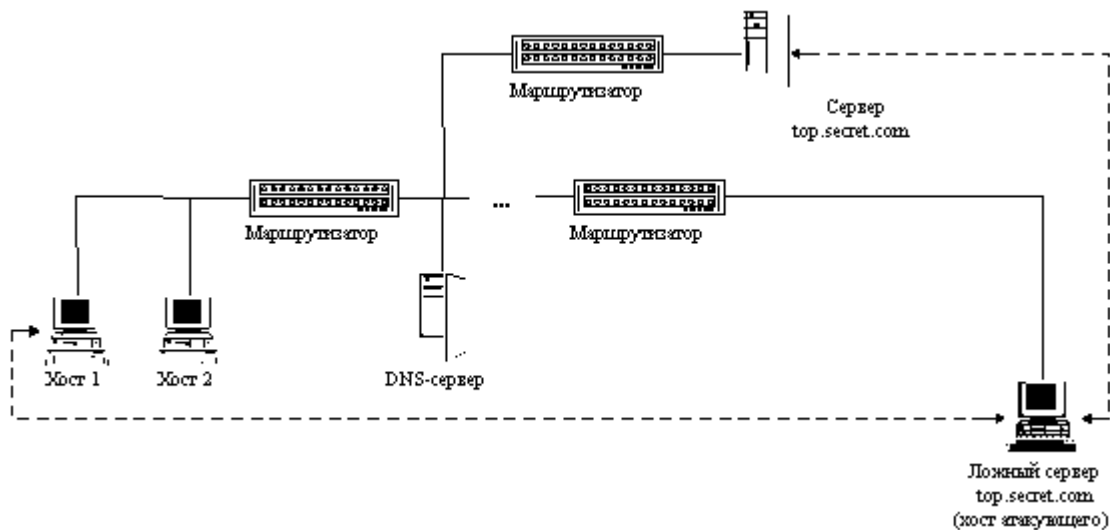 Маршрутизатор
Сервер
top.secret.com
Маршрутизатор
...
Маршрутизатор
Хост 1
Хост 2
DNS-сервер
Ложный сервер
top.secret.com
(хост атакующего)